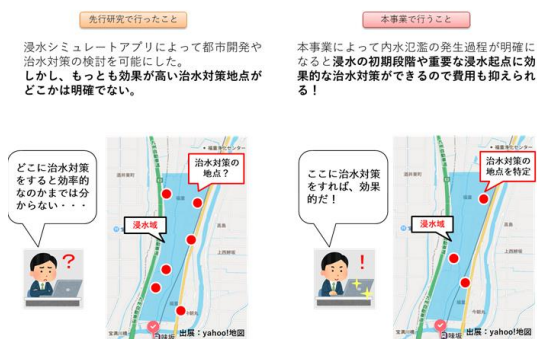 先行研究で行ったこと
浸水シミュレートアプリによって都市開発や
治水対策の検討を可能にした。
しかし、もっとも効果が高い治水対策地点が
どこかは明確でない。
どこに治水対策
をすると効率的
なのかまでは分
からない・・・
治水対策の
地点？
浸水域
？
味坂
出展：yahoo!地図
本事業で行うこと
本事業によって内水氾濫の発生過程が明確に
なると浸水の初期段階や重要な浸水起点に効
果的な治水対策ができるので費用も抑えられ
る！
ここに治水対策
をすれば、効果
的だ！
治水対策の
地点を特定
浸水域
！
味坂
出展：yahoo!地図